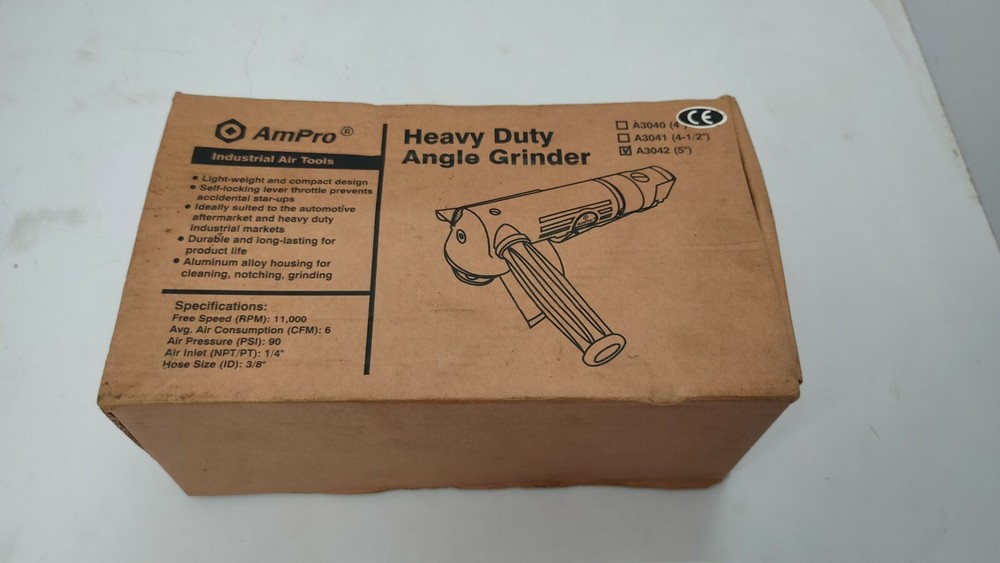 AmPro®
Industrial Air Tools
• Light-weight and compact design
• Self-locking lever throttle prevents
accidental star-ups
• Ideally suited to the automotive
aftermarket and heavy duty
industrial markets
• Durable and long-lasting for
product life
• Aluminum alloy housing for
cleaning, notching, grinding
Specifications:
Free Speed (RPM): 11,000
Avg. Air Consumption (CFM): 6
Air Pressure (PSI): 90
Air Inlet (NPT/PT): 1/4"
Hose Size (ID): 3/8"
Heavy Duty
Angle Grinder
A3040 (4"
A3041 (4-1/2")
A3042 (5")
CE